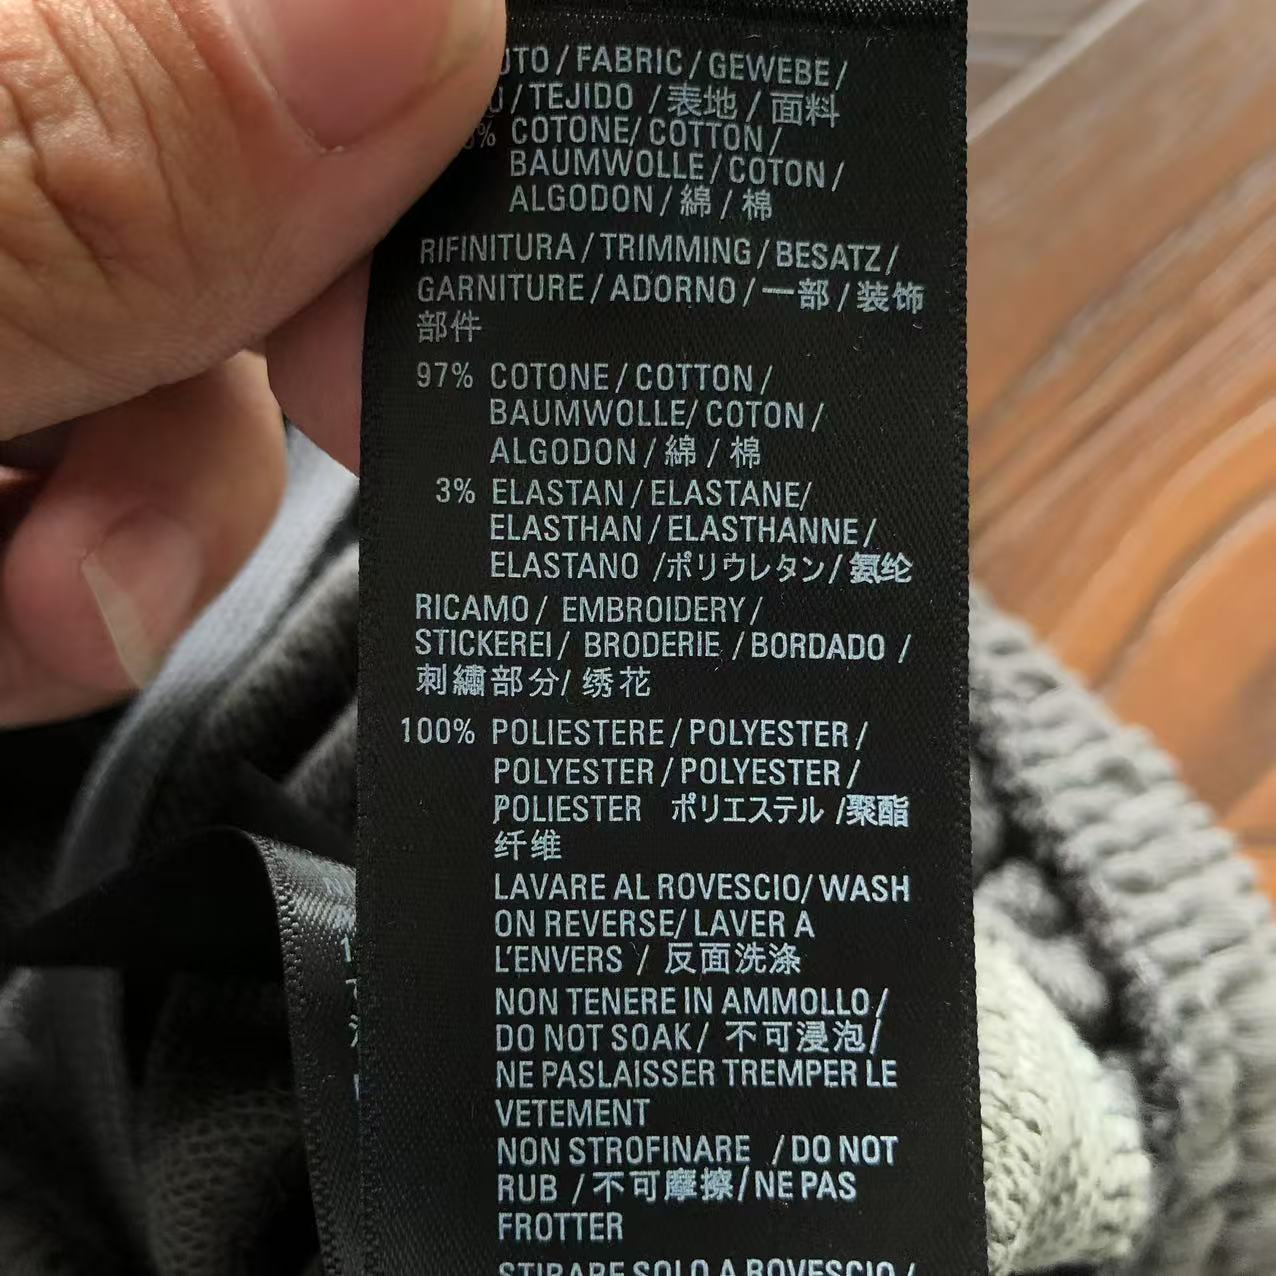 / FABRIC / GEWEBE /
/ TEJIDO / 表地 / 面料
COTONE / COTTON /
BAUMWOLLE / COTON /
ALGODON / 綿 / 棉
RIFINITURA / TRIMMING / BESATZ /
GARNITURE / ADORNO / 一部 / 装饰
部件
97% COTONE / COTTON /
BAUMWOLLE / COTON /
ALGODON / 綿 / 棉
3% ELASTAN / ELASTANE /
ELASTHAN / ELASTHANNE /
ELASTANO / ポリウレタン / 氨纶
RICAMO / EMBROIDERY /
STICKEREI / BRODERIE / BORDADO /
刺繍部分 / 绣花
100% POLIESTERE / POLYESTER /
POLYESTER / POLYESTER /
POLIESTER ポリエステル / 聚酯
纤维
LAVARE AL ROVESCIO / WASH
ON REVERSE / LAVER A
L'ENVERS / 反面洗涤
NON TENERE IN AMMOLLO /
DO NOT SOAK / 不可浸泡 /
NE PASLAISSER TREMPER LE
VETEMENT
NON STROFINARE / DO NOT
RUB / 不可摩擦 / NE PAS
FROTTER
STIRARE SOLO A ROVESCIO /